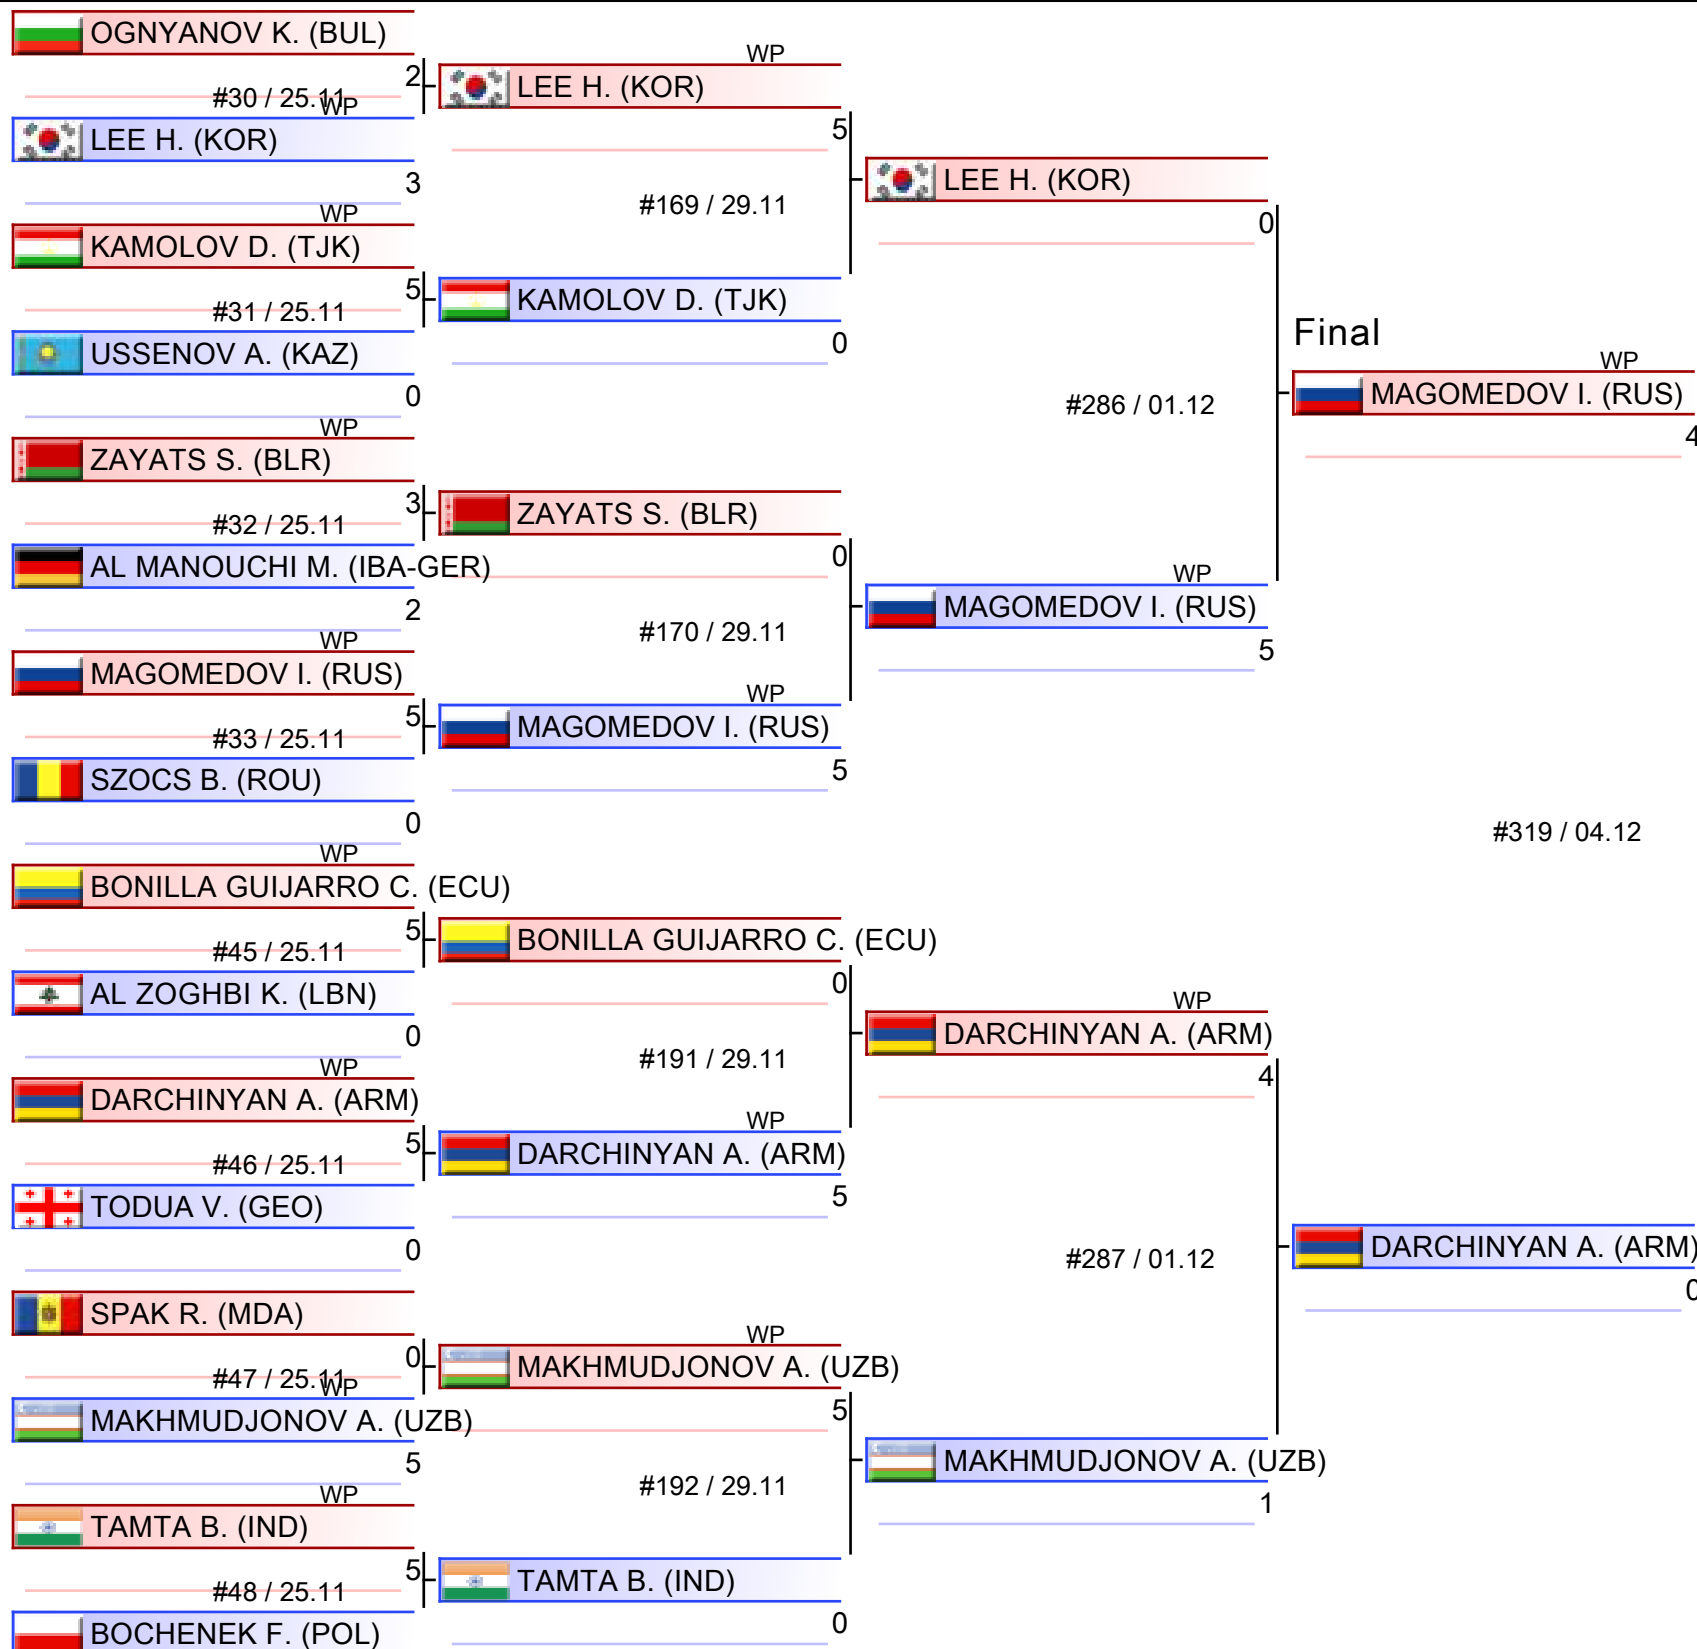 OGNYANOV K. (BUL)
2
#30 / 25.11
WP
LEE H. (KOR)
3
WP
KAMOLOV D. (TJK)
5
#31 / 25.11
USSENOV A. (KAZ)
0
WP
ZAYATS S. (BLR)
3
#32 / 25.11
AL MANOUCHI M. (IBA-GER)
2
WP
MAGOMEDOV I. (RUS)
5
#33 / 25.11
SZOCS B. (ROU)
0
WP
BONILLA GUIJARRO C. (ECU)
5
#45 / 25.11
AL ZOGHBI K. (LBN)
0
WP
DARCHINYAN A. (ARM)
5
#46 / 25.11
TODUA V. (GEO)
0
SPAK R. (MDA)
0
#47 / 25.11
WP
MAKHMUDJONOV A. (UZB)
5
WP
TAMTA B. (IND)
5
#48 / 25.11
BOCHENEK F. (POL)
WP
LEE H. (KOR)
5
#169 / 29.11
KAMOLOV D. (TJK)
0
ZAYATS S. (BLR)
0
#170 / 29.11
WP
MAGOMEDOV I. (RUS)
5
BONILLA GUIJARRO C. (ECU)
0
#191 / 29.11
WP
DARCHINYAN A. (ARM)
5
WP
MAKHMUDJONOV A. (UZB)
5
#192 / 29.11
TAMTA B. (IND)
0
LEE H. (KOR)
0
#286 / 01.12
WP
MAGOMEDOV I. (RUS)
5
WP
DARCHINYAN A. (ARM)
4
#287 / 01.12
MAKHMUDJONOV A. (UZB)
1
Final
WP
MAGOMEDOV I. (RUS)
4
#319 / 04.12
DARCHINYAN A. (ARM)
0